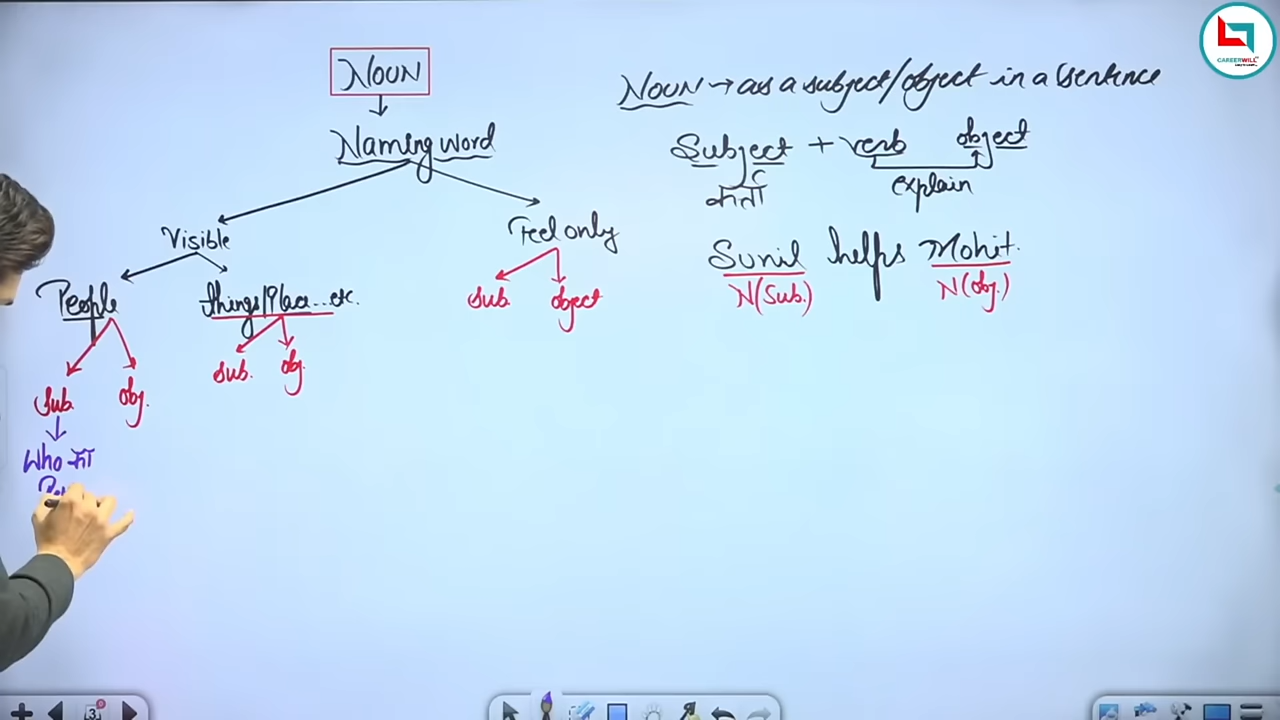 NOUN
Naming word
Visible
Feel only
People
things/Place...etc.
sub.
object
sub.
obj.
Sub.
obj.
Who का
NOUN → as a subject/object in a sentence
Subject + verb object
कर्ता
explain
Sunil helps Mohit.
N(Sub.)
N(obj.)
CAREERWILL
3